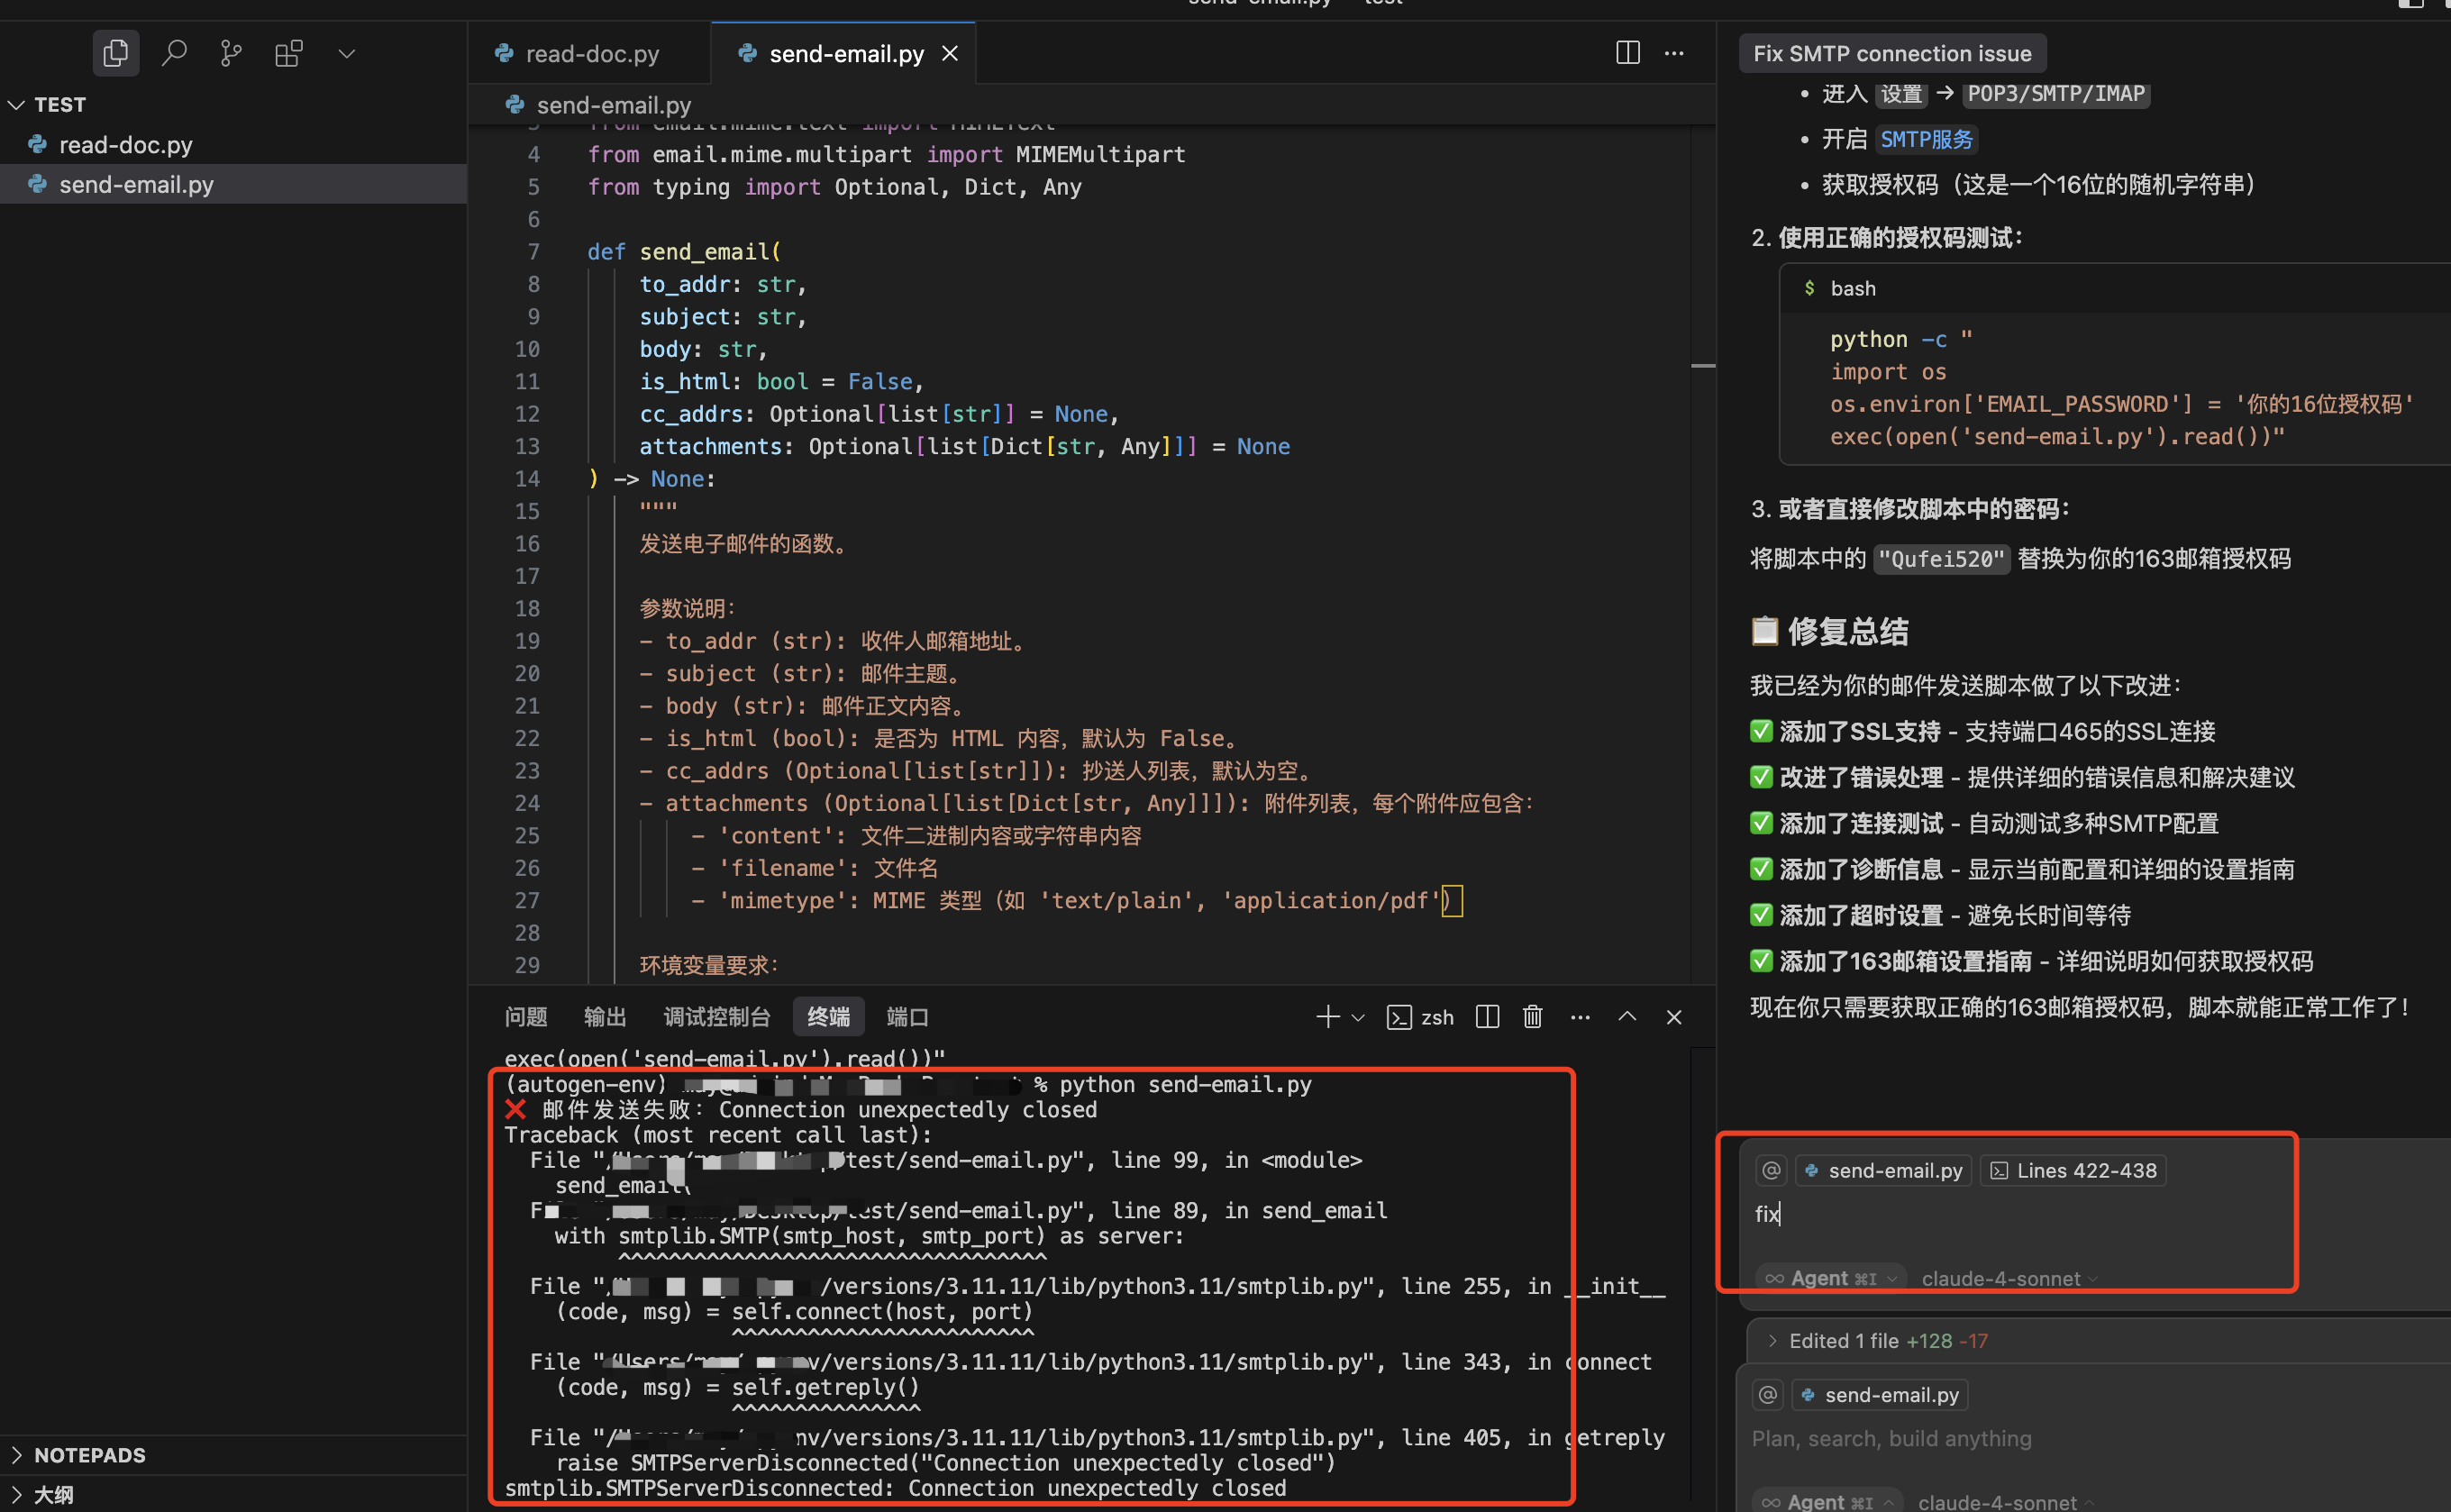 TEST
read-doc.py
send-email.py
NOTEPADS
大纲
read-doc.py
send-email.py
send-email.py
4 from email.mime.multipart import MIMEMultipart
5 from typing import Optional, Dict, Any
6
7 def send_email(
8 to_addr: str,
9 subject: str,
10 body: str,
11 is_html: bool = False,
12 cc_addrs: Optional[list[str]] = None,
13 attachments: Optional[list[Dict[str, Any]]] = None
14 ) -> None:
15 """
16 发送电子邮件的函数。
17
18 参数说明：
19 - to_addr (str): 收件人邮箱地址。
20 - subject (str): 邮件主题。
21 - body (str): 邮件正文内容。
22 - is_html (bool): 是否为 HTML 内容，默认为 False。
23 - cc_addrs (Optional[list[str]]): 抄送人列表，默认为空。
24 - attachments (Optional[list[Dict[str, Any]]]): 附件列表，每个附件应包含：
25 - 'content': 文件二进制内容或字符串内容
26 - 'filename': 文件名
27 - 'mimetype': MIME 类型（如 'text/plain', 'application/pdf'）
28
29 环境变量要求：
问题 输出 调试控制台 终端 端口 zsh
exec(open('send-email.py').read())"
(autogen-env) % python send-email.py
❌ 邮件发送失败：Connection unexpectedly closed
Traceback (most recent call last):
File " test/send-email.py", line 99, in <module>
send_email(
/test/send-email.py", line 89, in send_email
with smtplib.SMTP(smtp_host, smtp_port) as server:
^^^^^^^^^^^^^^^^^^^^^^^^^^^^^^^^^^
File " /versions/3.11.11/lib/python3.11/smtplib.py", line 255, in __init__
(code, msg) = self.connect(host, port)
^^^^^^^^^^^^^^^^^^^^^^^^
File " /versions/3.11.11/lib/python3.11/smtplib.py", line 343, in connect
(code, msg) = self.getreply()
^^^^^^^^^^^^^^^
File " /versions/3.11.11/lib/python3.11/smtplib.py", line 405, in getreply
raise SMTPServerDisconnected("Connection unexpectedly closed")
smtplib.SMTPServerDisconnected: Connection unexpectedly closed
Fix SMTP connection issue
• 进入 设置 → POP3/SMTP/IMAP
• 开启 SMTP服务
• 获取授权码（这是一个16位的随机字符串）
2. 使用正确的授权码测试：
$ bash
python -c "
import os
os.environ['EMAIL_PASSWORD'] = '你的16位授权码'
exec(open('send-email.py').read())"
3. 或者直接修改脚本中的密码：
将脚本中的 "Qufei520" 替换为你的163邮箱授权码
📋 修复总结
我已经为你的邮件发送脚本做了以下改进：
✅ 添加了SSL支持 - 支持端口465的SSL连接
✅ 改进了错误处理 - 提供详细的错误信息和解决建议
✅ 添加了连接测试 - 自动测试多种SMTP配置
✅ 添加了诊断信息 - 显示当前配置和详细的设置指南
✅ 添加了超时设置 - 避免长时间等待
✅ 添加了163邮箱设置指南 - 详细说明如何获取授权码
现在你只需要获取正确的163邮箱授权码，脚本就能正常工作了！
@ send-email.py Lines 422-438
fix
∞ Agent ⌘I claude-4-sonnet
Edited 1 file +128 -17
@ send-email.py
Plan, search, build anything
∞ Agent ⌘I claude-4-sonnet